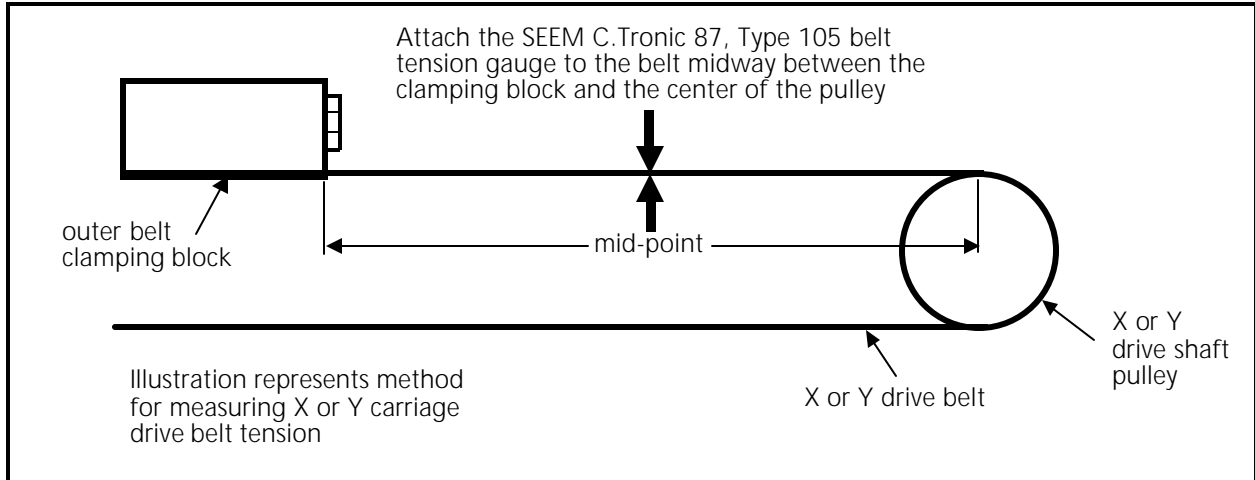 Attach the SEEM C.Tronic 87, Type 105 belt
tension gauge to the belt midway between the
clamping block and the center of the pulley
outer belt
clamping block
mid-point
X or Y
drive shaft
pulley
X or Y drive belt
Illustration represents method
for measuring X or Y carriage
drive belt tension